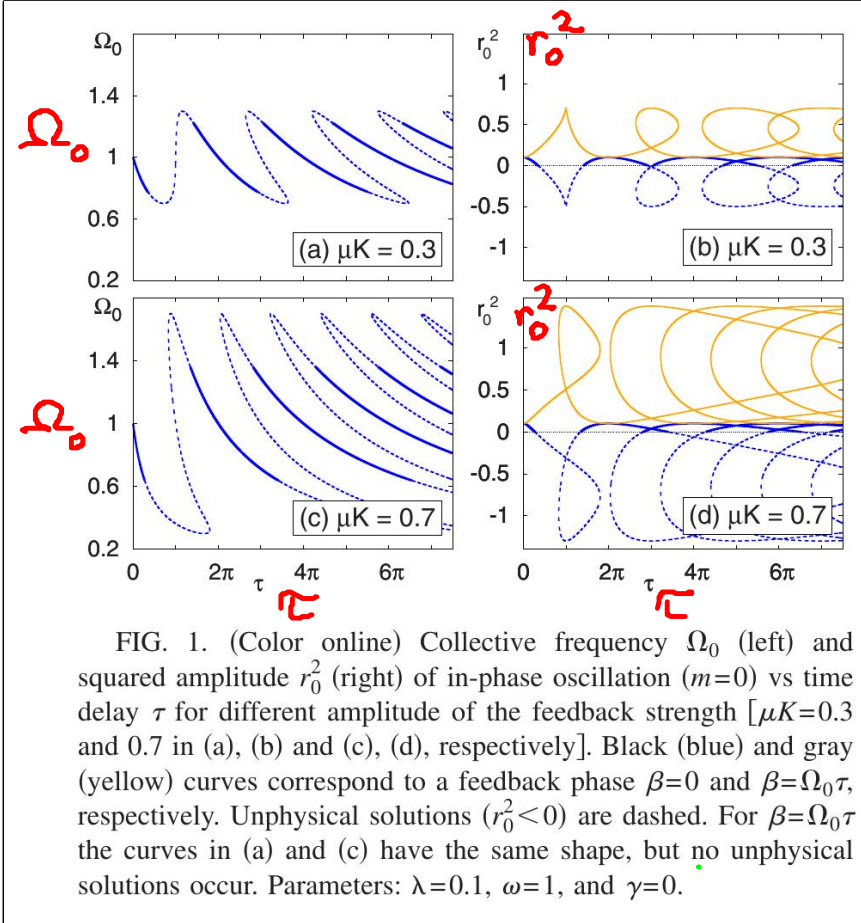 Ω₀
r₀²
r₀²
Ω₀
1.4
1
0.6
0.2
(a) μK = 0.3
1
0.5
0
-0.5
-1
(b) μK = 0.3
Ω₀
r₀²
r₀²
Ω₀
1.4
1
0.6
0.2
(c) μK = 0.7
1
0.5
0
-0.5
-1
(d) μK = 0.7
0 τ 2π 4π 6π
0 2π τ 4π 6π
τ
τ
FIG. 1. (Color online) Collective frequency Ω₀ (left) and
squared amplitude r₀² (right) of in-phase oscillation (m=0) vs time
delay τ for different amplitude of the feedback strength [μK=0.3
and 0.7 in (a), (b) and (c), (d), respectively]. Black (blue) and gray
(yellow) curves correspond to a feedback phase β=0 and β=Ω₀τ,
respectively. Unphysical solutions (r₀²<0) are dashed. For β=Ω₀τ
the curves in (a) and (c) have the same shape, but no unphysical
solutions occur. Parameters: λ=0.1, ω=1, and γ=0.